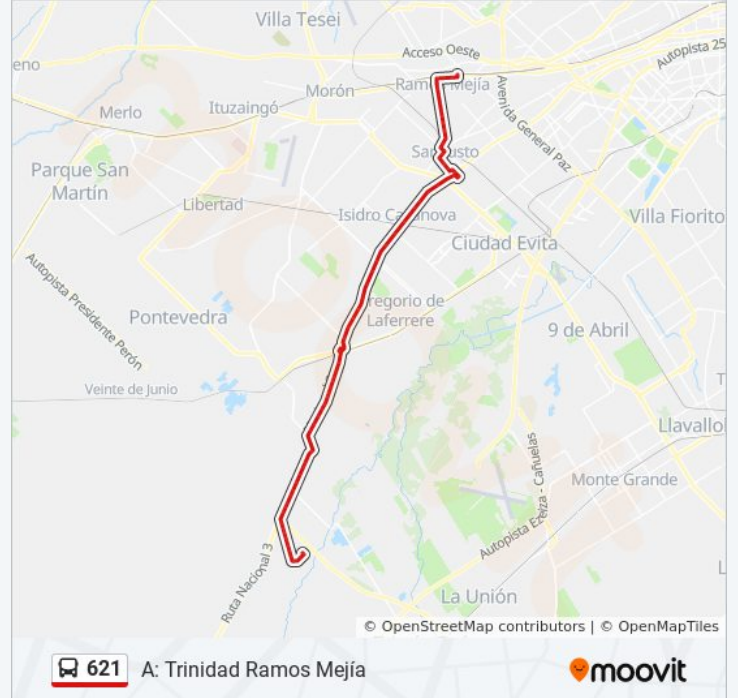 Villa Tesei
Acceso Oeste
Autopista 25
eno
Ramos Mejía
Morón
Ituzaingó
Merlo
Avenida General Paz
San Justo
Parque San
Martín
Libertad
Isidro Casanova
Villa Fiorito
Ciudad Evita
Autopista Presidente Perón
Gregorio de
Laferrere
Pontevedra
9 de Abril
Veinte de Junio
T
Llavallol
Monte Grande
Autopista Ezeiza - Cañuelas
Ruta Nacional 3
L
La Unión
© OpenStreetMap contributors | © OpenMapTiles
621 A: Trinidad Ramos Mejía
moovit